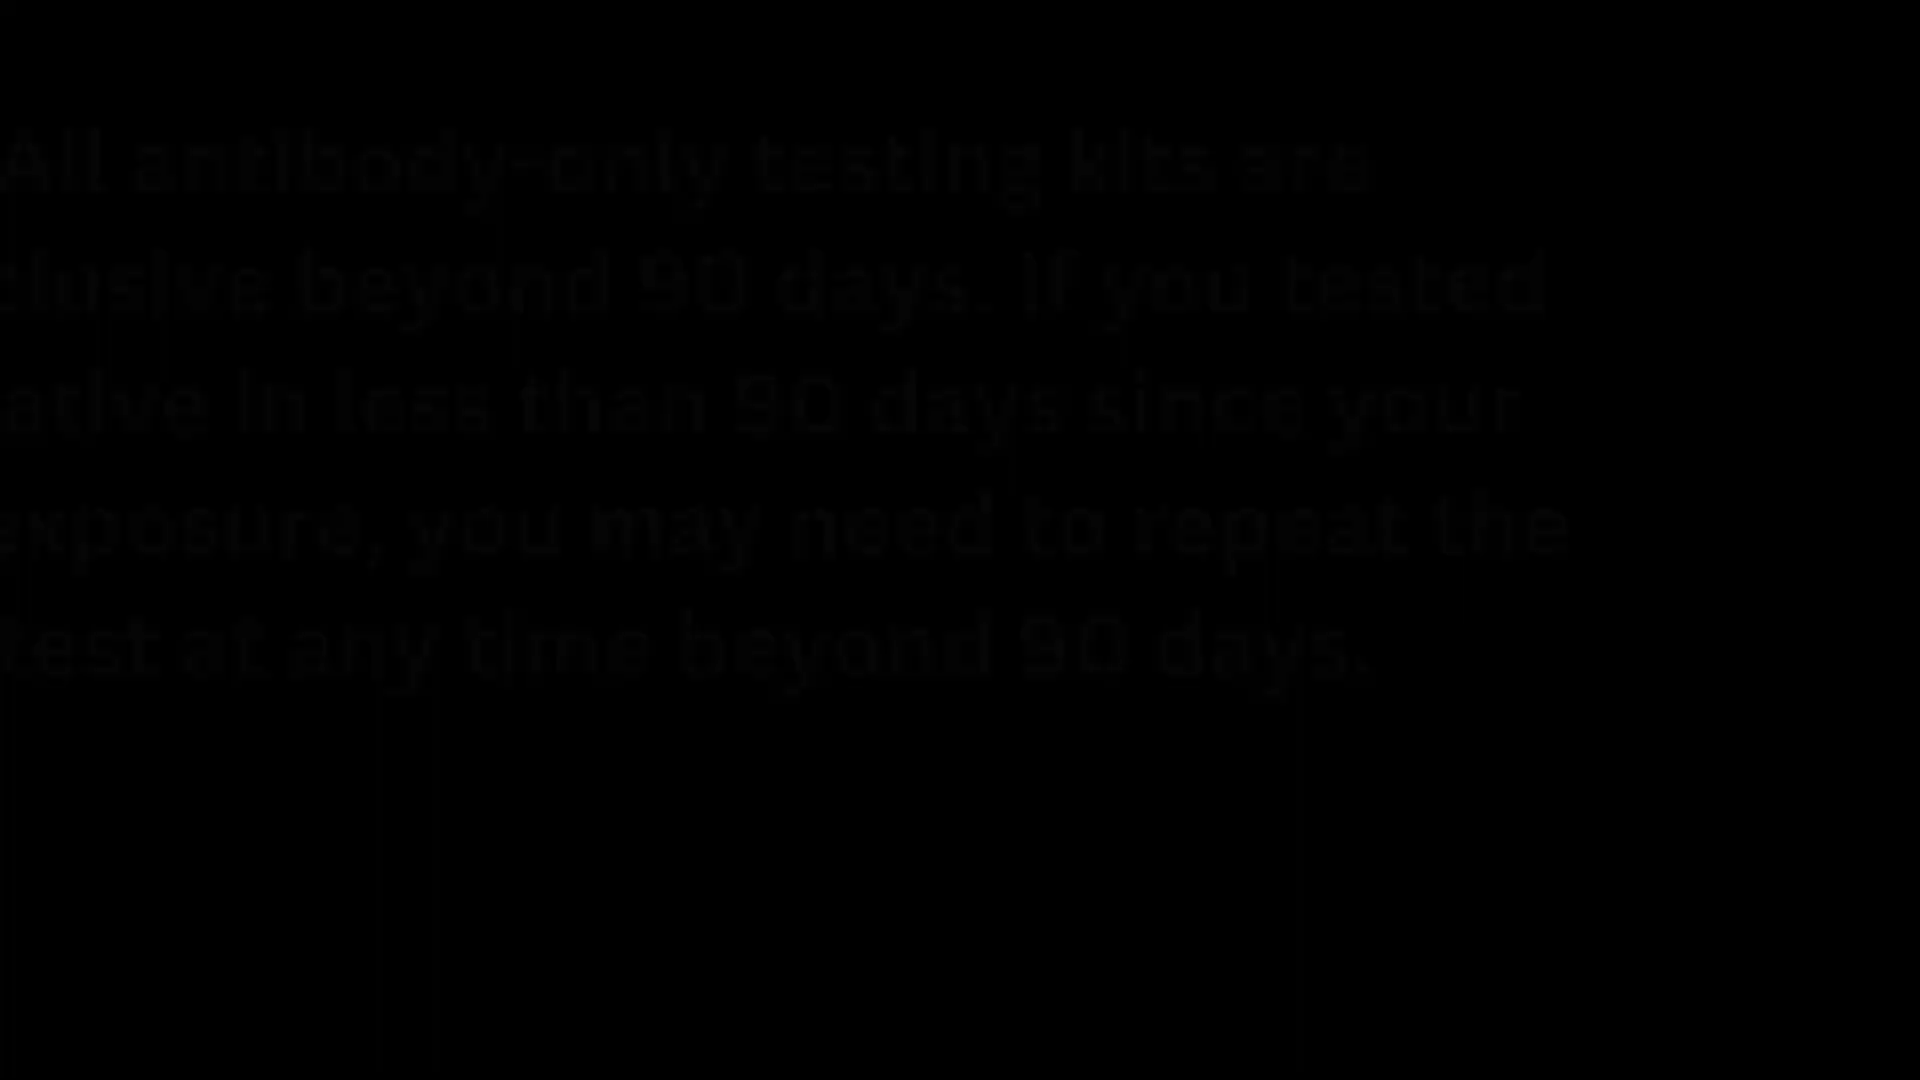 All antibody-only testing kits are
clusive beyond 90 days. If you tested
ative in less than 90 days since your
exposure, you may need to repeat the
test at any time beyond 90 days.